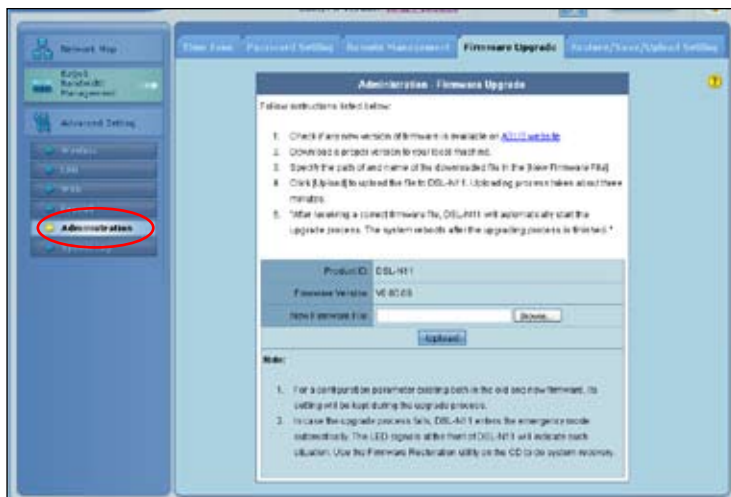 Network Map
EzQoS
Bandwidth
Management
Advanced Setting
Wireless
LAN
WAN
Firewall
Administration
Time Zone Password Setting Remote Management Firmware Upgrade Restore/Save/Upload Setting
Administration - Firmware Upgrade
Follow instructions listed below:
1. Check if any new version of firmware is available on ASUS website
2. Download a proper version to your local machine.
3. Specify the path of and name of the downloaded file in the [New Firmware File]
4. Click [Upload] to upload the file to DSL-N11. Uploading process takes about three
minutes.
5. "After receiving a correct firmware file, DSL-N11 will automatically start the
upgrade process. The system reboots after the upgrading process is finished. "
Product ID: DSL-N11
Firmware Version:
New Firmware File: Browse...
Upload
Note:
1. For a configuration parameter existing both in the old and new firmware, its
setting will be kept during the upgrade process.
2. In case the upgrade process fails, DSL-N11 enters the emergency mode
automatically. The LED signals at the front of DSL-N11 will indicate such
situation. Use the Firmware Restoration utility on the CD to do system recovery.